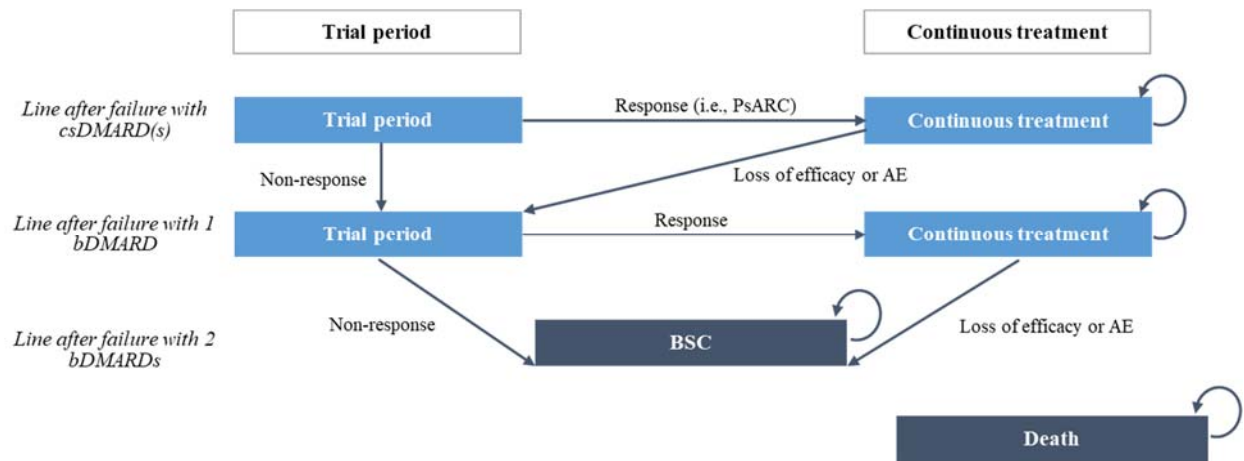 Trial period
Continuous treatment
Line after failure with
csDMARD(s)
Trial period
Response (i.e., PsARC)
Continuous treatment
Non-response
Loss of efficacy or AE
Line after failure with 1
bDMARD
Trial period
Response
Continuous treatment
Line after failure with 2
bDMARDs
Non-response
BSC
Loss of efficacy or AE
Death